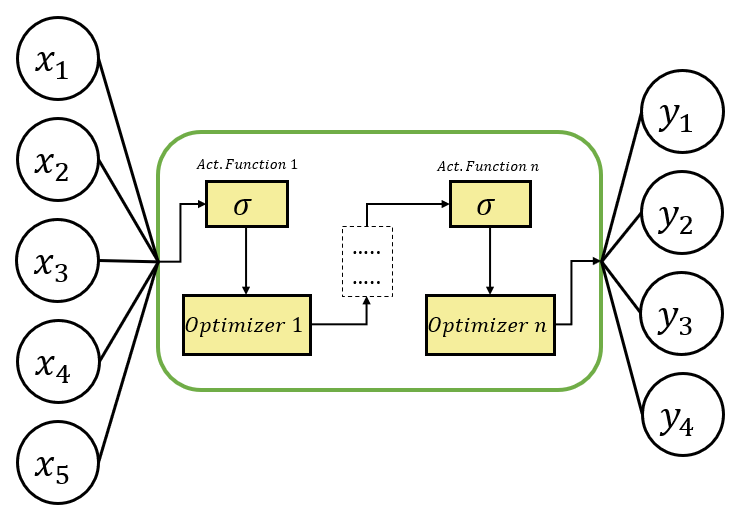 x₁
x₂
x₃
x₄
x₅
Act.Function 1
σ
Optimizer 1
.....
.....
Act.Function n
σ
Optimizer n
y₁
y₂
y₃
y₄